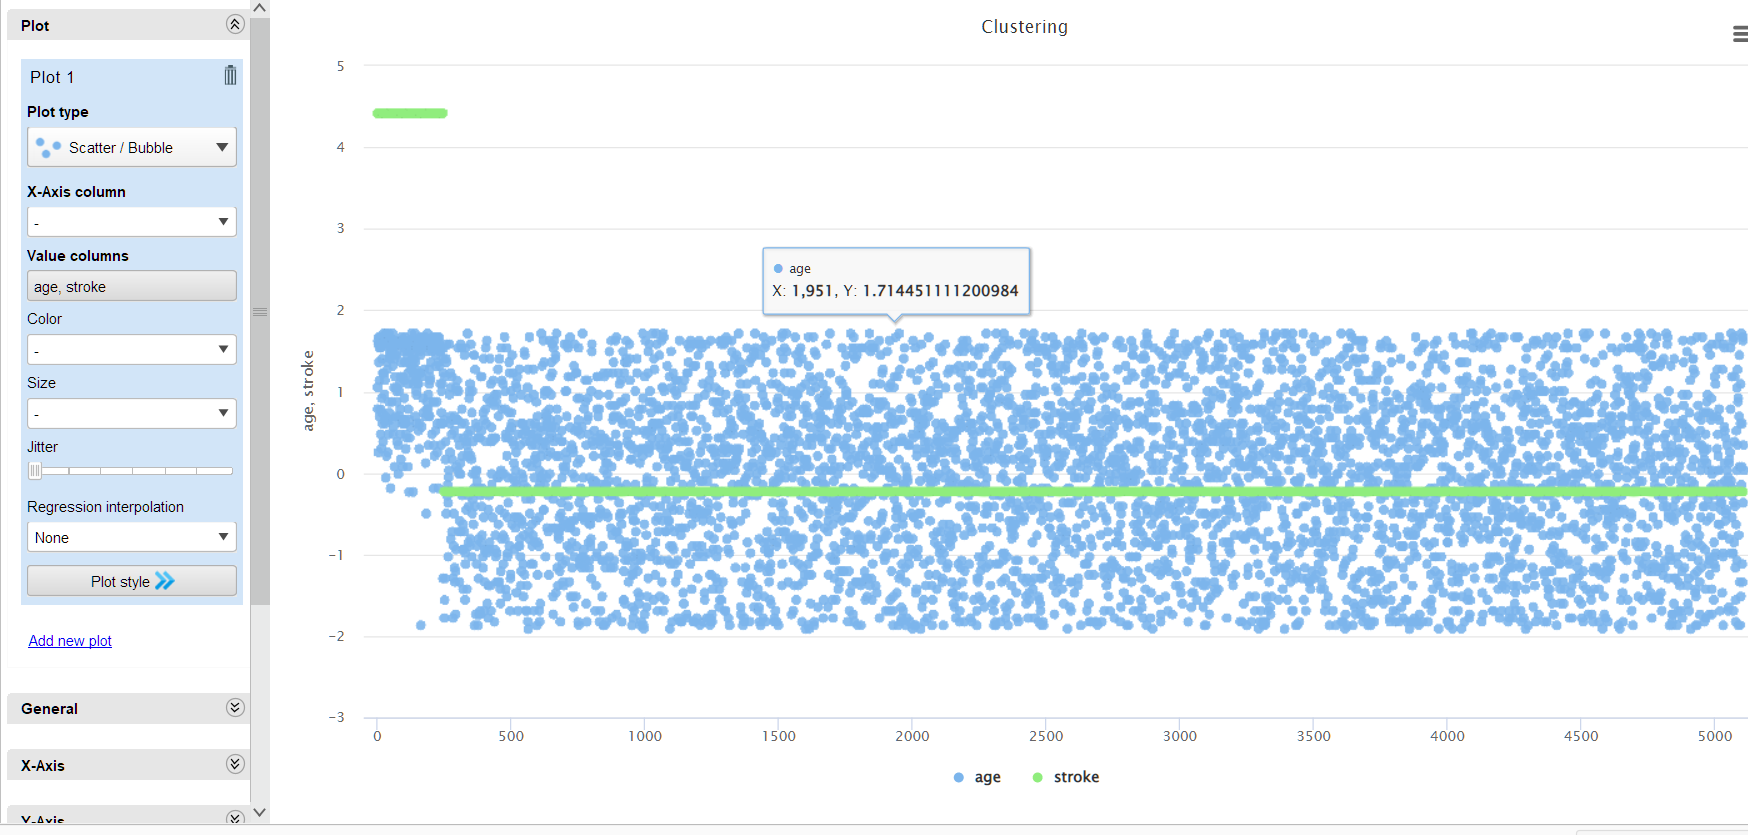 Plot
Plot 1
Plot type
Scatter / Bubble
X-Axis column
-
Value columns
age, stroke
Color
-
Size
-
Jitter
Regression interpolation
None
Plot style
Add new plot
General
X-Axis
Y-Axis
Clustering
5
4
3
2
1
0
-1
-2
-3
age, stroke
age
X: 1,951, Y: 1.714451111200984
0 500 1000 1500 2000 2500 3000 3500 4000 4500 5000
age stroke